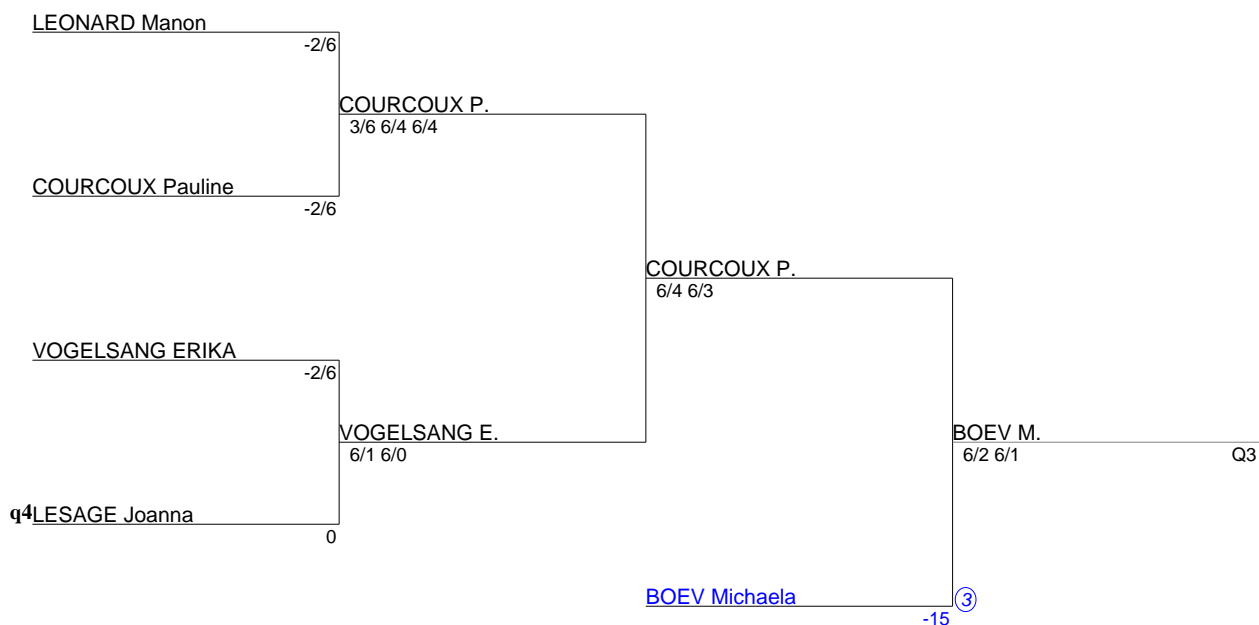 LEONARD Manon
-2/6
COURCOUX P.
3/6 6/4 6/4
COURCOUX Pauline
-2/6
COURCOUX P.
6/4 6/3
VOGELSANG ERIKA
-2/6
VOGELSANG E.
6/1 6/0
BOEV M.
6/2 6/1
Q3
q4 LESAGE Joanna
0
BOEV Michaela
3
-15